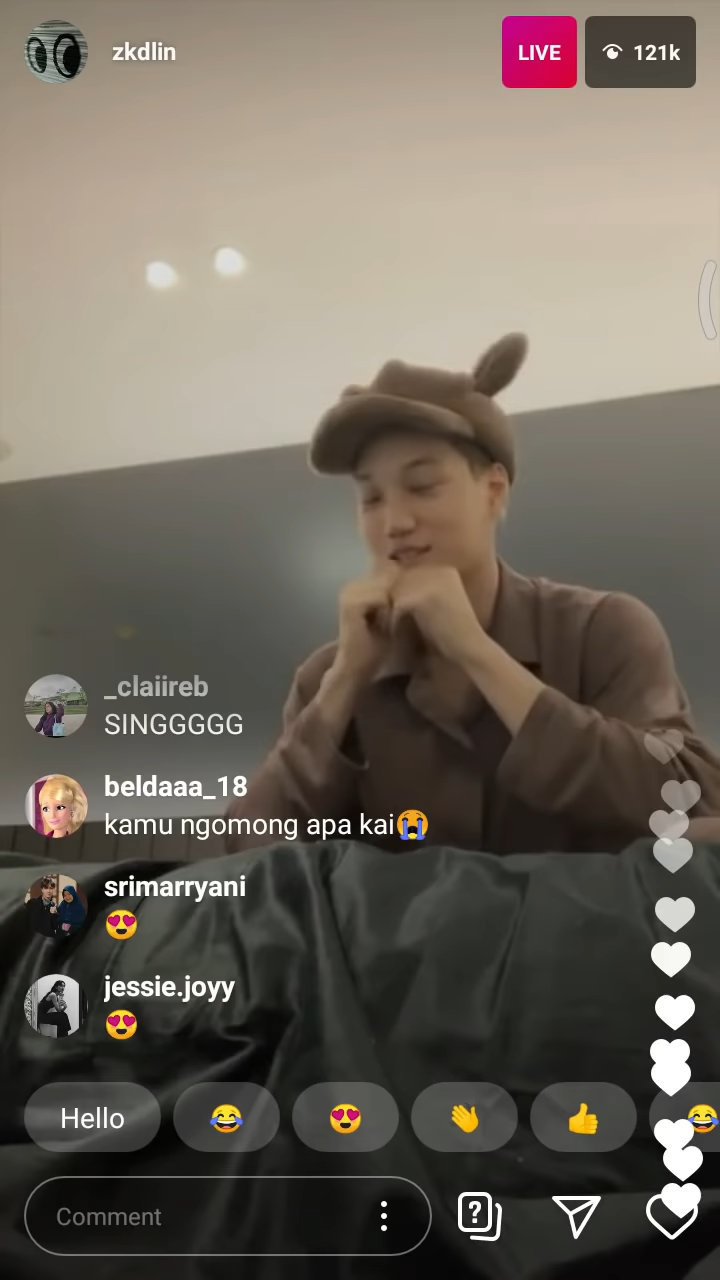 zkdlin
LIVE
121k
_claiireb
SINGGGGG
beldaaa_18
kamu ngomong apa kai😭
srimarryani
😍
jessie.joyy
😍
Hello 😂 😍 👋 👍 😂
Comment
?